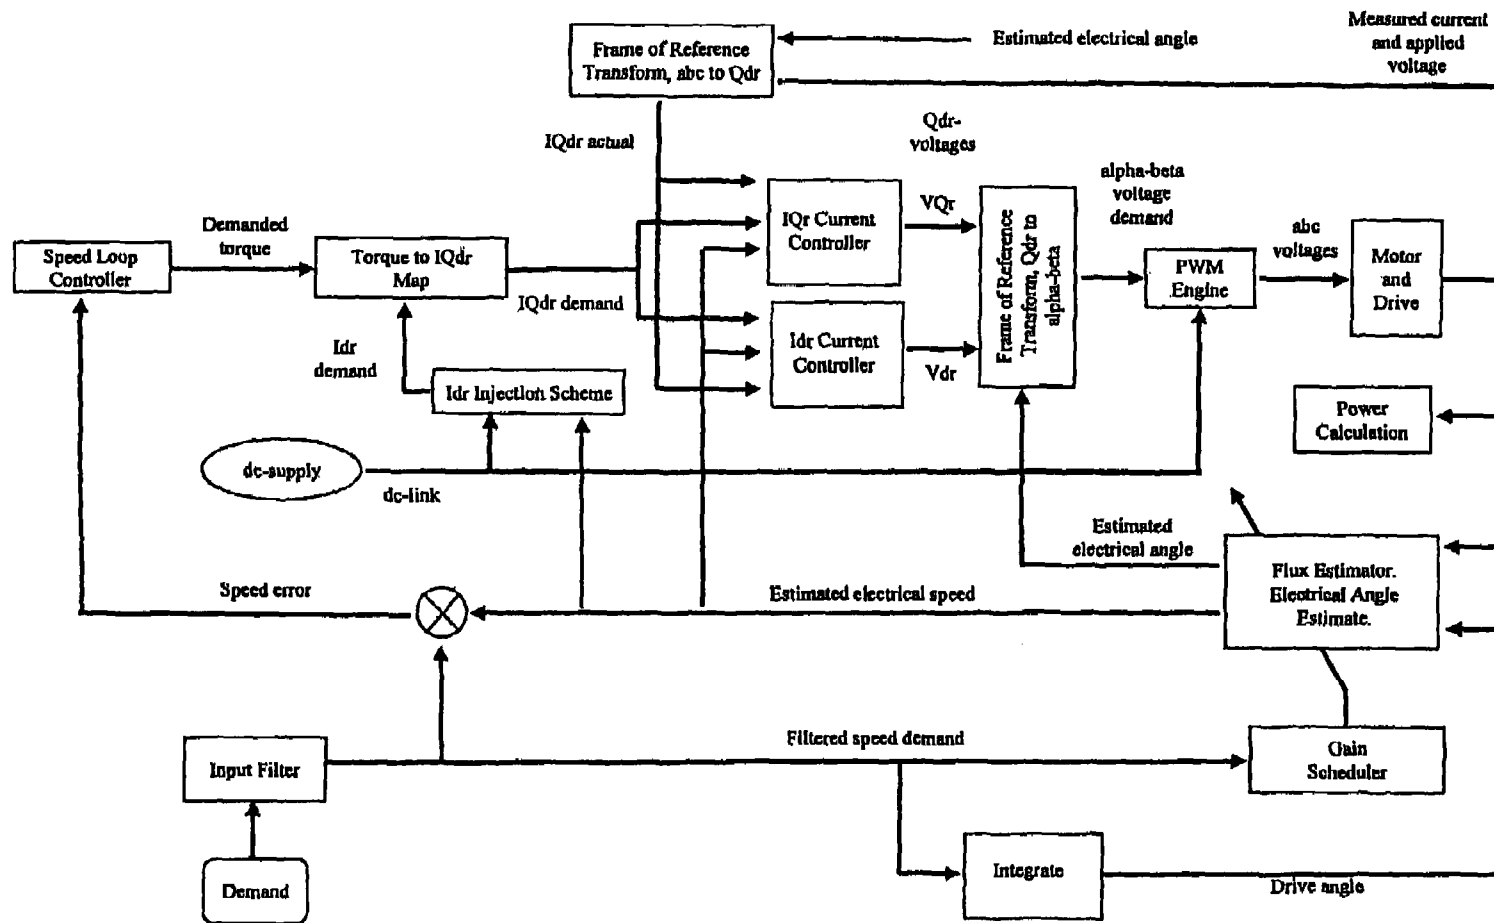 Measured current
and applied
voltage
Estimated electrical angle
Frame of Reference
Transform, abc to Qdr
IQdr actual
Qdr-
voltages
alpha-beta
voltage
demand
abc
voltages
Demanded
torque
Speed Loop
Controller
Torque to IQdr
Map
IQdr demand
IQr Current
Controller
VQr
Frame of Reference
Transform, Qdr to
alpha-beta
PWM
Engine
Motor
and
Drive
Idr
demand
Idr Current
Controller
Vdr
Idr Injection Scheme
Power
Calculation
dc-supply
dc-link
Estimated
electrical angle
Flux Estimator.
Electrical Angle
Estimate.
Speed error
Estimated electrical speed
Filtered speed demand
Input Filter
Gain
Scheduler
Demand
Integrate
Drive angle